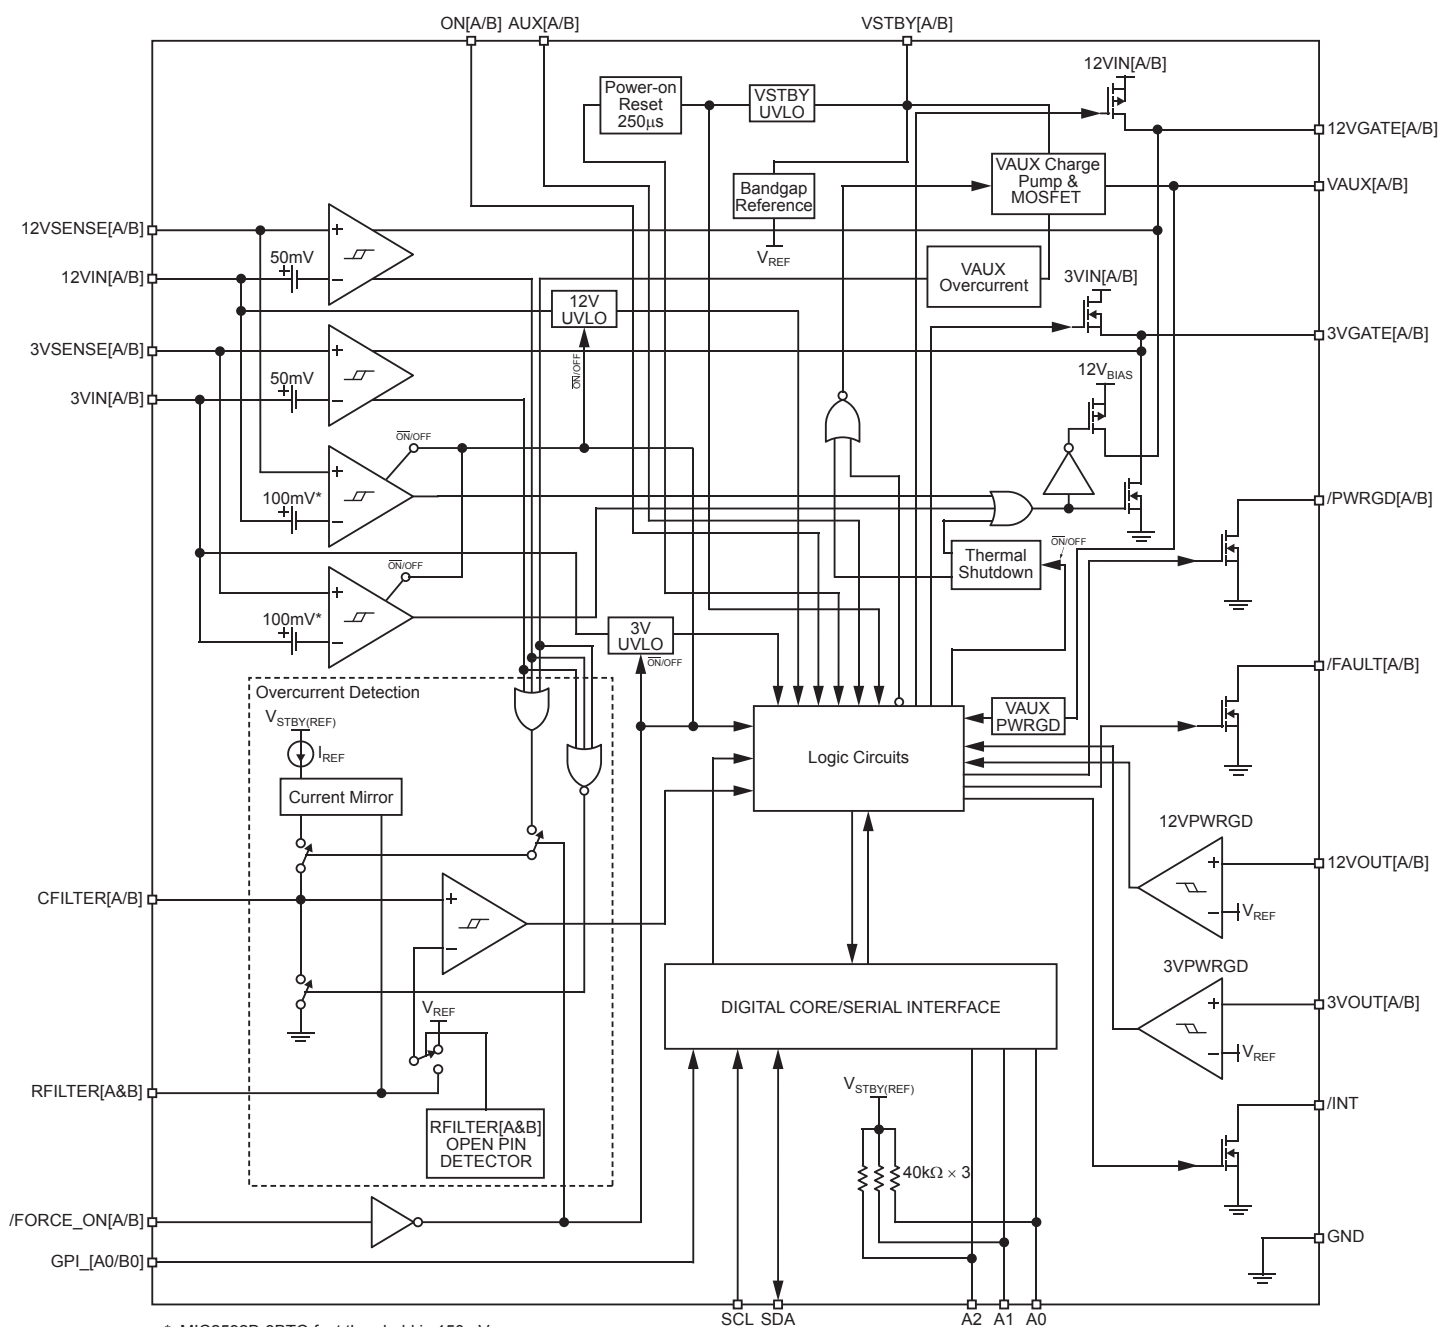 ON[A/B] AUX[A/B]
VSTBY[A/B]
12VIN[A/B]
Power-on
Reset
250µs
VSTBY
UVLO
12VGATE[A/B]
VAUX Charge
Pump &
MOSFET
VAUX[A/B]
Bandgap
Reference
VREF
12VSENSE[A/B]
50mV
12VIN[A/B]
VAUX
Overcurrent
3VIN[A/B]
12V
UVLO
ON/OFF
3VGATE[A/B]
3VSENSE[A/B]
50mV
3VIN[A/B]
12VBIAS
ON/OFF
100mV*
/PWRGD[A/B]
ON/OFF
Thermal
Shutdown
ON/OFF
100mV*
3V
UVLO
ON/OFF
/FAULT[A/B]
Overcurrent Detection
VSTBY(REF)
IREF
Current Mirror
VAUX
PWRGD
Logic Circuits
12VPWRGD
12VOUT[A/B]
VREF
CFILTER[A/B]
3VPWRGD
3VOUT[A/B]
VREF
DIGITAL CORE/SERIAL INTERFACE
VREF
RFILTER[A&B]
RFILTER[A&B]
OPEN PIN
DETECTOR
VSTBY(REF)
40kΩ × 3
/INT
/FORCE_ON[A/B]
GPI_[A0/B0]
GND
SCL SDA
A2 A1 A0